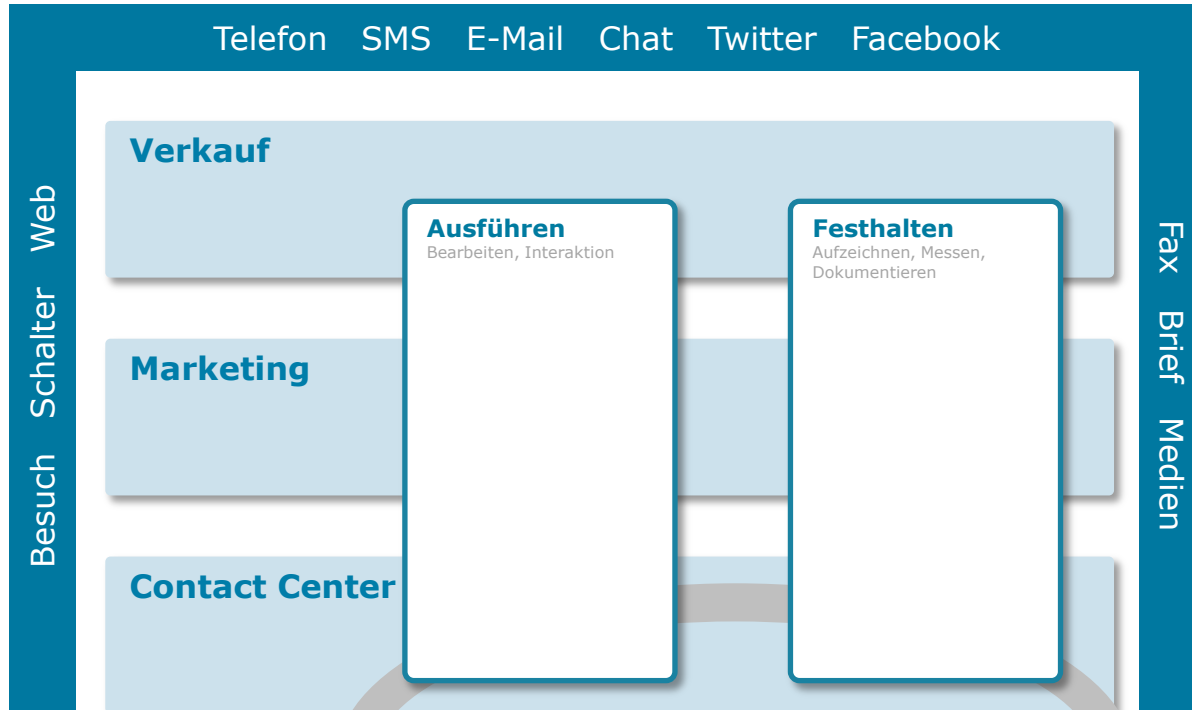 Telefon SMS E-Mail Chat Twitter Facebook
Besuch Schalter Web
Verkauf
Ausführen
Bearbeiten, Interaktion
Festhalten
Aufzeichnen, Messen,
Dokumentieren
Marketing
Contact Center
Fax Brief Medien